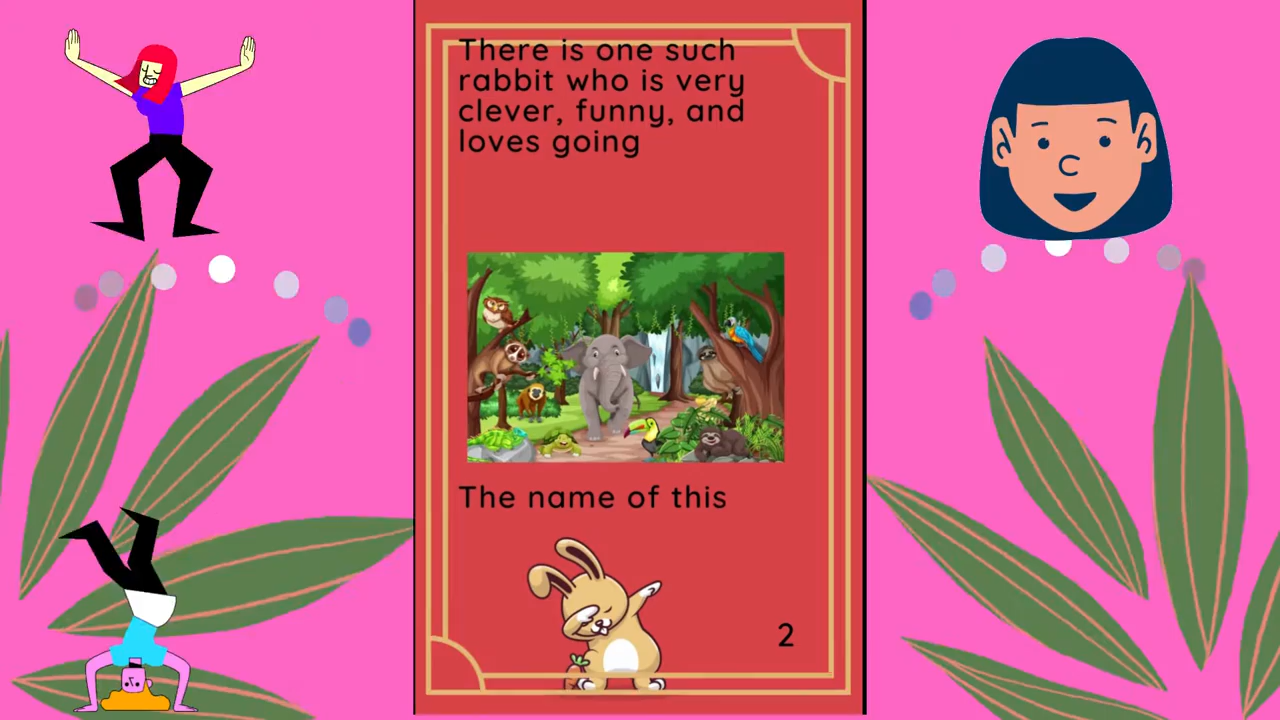 There is one such
rabbit who is very
clever, funny, and
loves going
The name of this
2